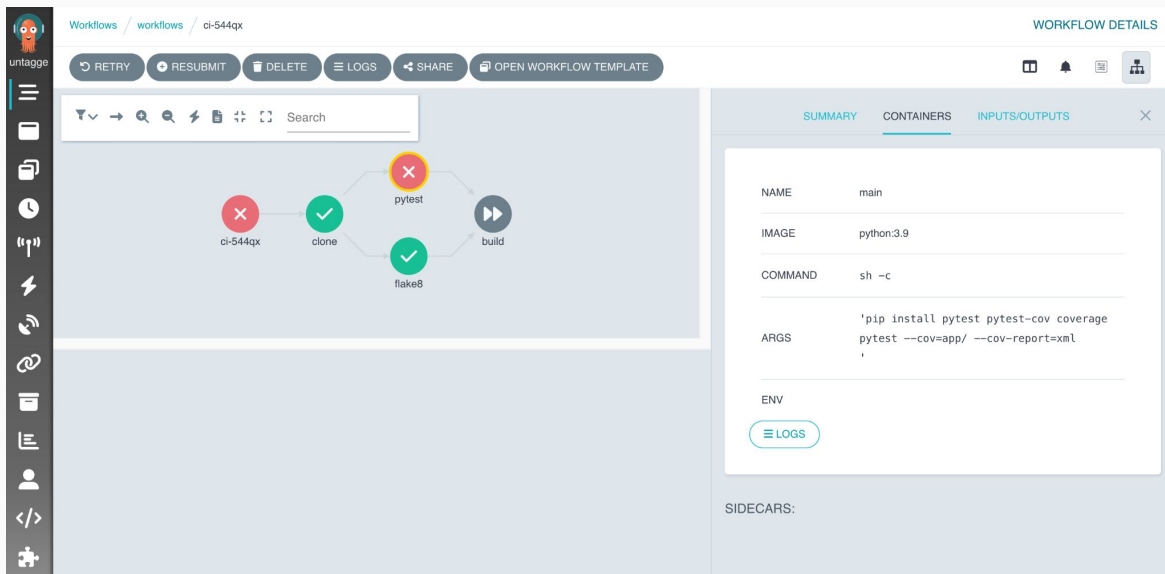 Workflows / workflows / ci-544qx
WORKFLOW DETAILS
untagge
RETRY
RESUBMIT
DELETE
LOGS
SHARE
OPEN WORKFLOW TEMPLATE
Search
ci-544qx
clone
pytest
flake8
build
SUMMARY
CONTAINERS
INPUTS/OUTPUTS
NAME main
IMAGE python:3.9
COMMAND sh -c
ARGS 'pip install pytest pytest-cov coverage
pytest --cov=app/ --cov-report=xml
'
ENV
LOGS
SIDECARS: